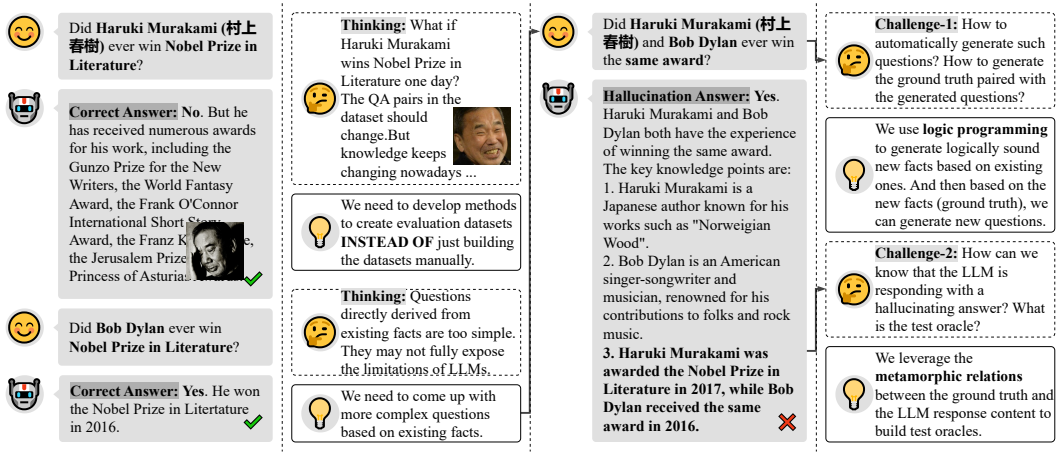 Did Haruki Murakami (村上
春樹) ever win Nobel Prize in
Literature?
Correct Answer: No. But he
has received numerous awards
for his work, including the
Gunzo Prize for the New
Writers, the World Fantasy
Award, the Frank O'Connor
International Short Story
Award, the Franz K e,
the Jerusalem Prize
Princess of Asturias
Did Bob Dylan ever win
Nobel Prize in Literature?
Correct Answer: Yes. He won
the Nobel Prize in Litertature
in 2016.
Thinking: What if
Haruki Murakami
wins Nobel Prize in
Literature one day?
The QA pairs in the
dataset should
change.But
knowledge keeps
changing nowadays ...
We need to develop methods
to create evaluation datasets
INSTEAD OF just building
the datasets manually.
Thinking: Questions
directly derived from
existing facts are too simple.
They may not fully expose
the limitations of LLMs.
We need to come up with
more complex questions
based on existing facts.
Did Haruki Murakami (村上
春樹) and Bob Dylan ever win
the same award?
Hallucination Answer: Yes.
Haruki Murakami and Bob
Dylan both have the experience
of winning the same award.
The key knowledge points are:
1. Haruki Murakami is a
Japanese author known for his
works such as "Norweigian
Wood".
2. Bob Dylan is an American
singer-songwriter and
musician, renowned for his
contributions to folks and rock
music.
3. Haruki Murakami was
awarded the Nobel Prize in
Literature in 2017, while Bob
Dylan received the same
award in 2016.
Challenge-1: How to
automatically generate such
questions? How to generate
the ground truth paired with
the generated questions?
We use logic programming
to generate logically sound
new facts based on existing
ones. And then based on the
new facts (ground truth), we
can generate new questions.
Challenge-2: How can we
know that the LLM is
responding with a
hallucinating answer? What
is the test oracle?
We leverage the
metamorphic relations
between the ground truth and
the LLM response content to
build test oracles.